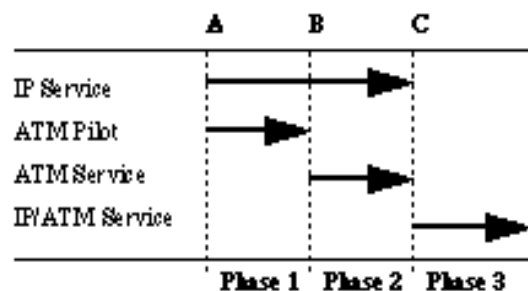 A B C
IP Service
ATM Pilot
ATM Service
IP/ATM Service
Phase 1 Phase 2 Phase 3